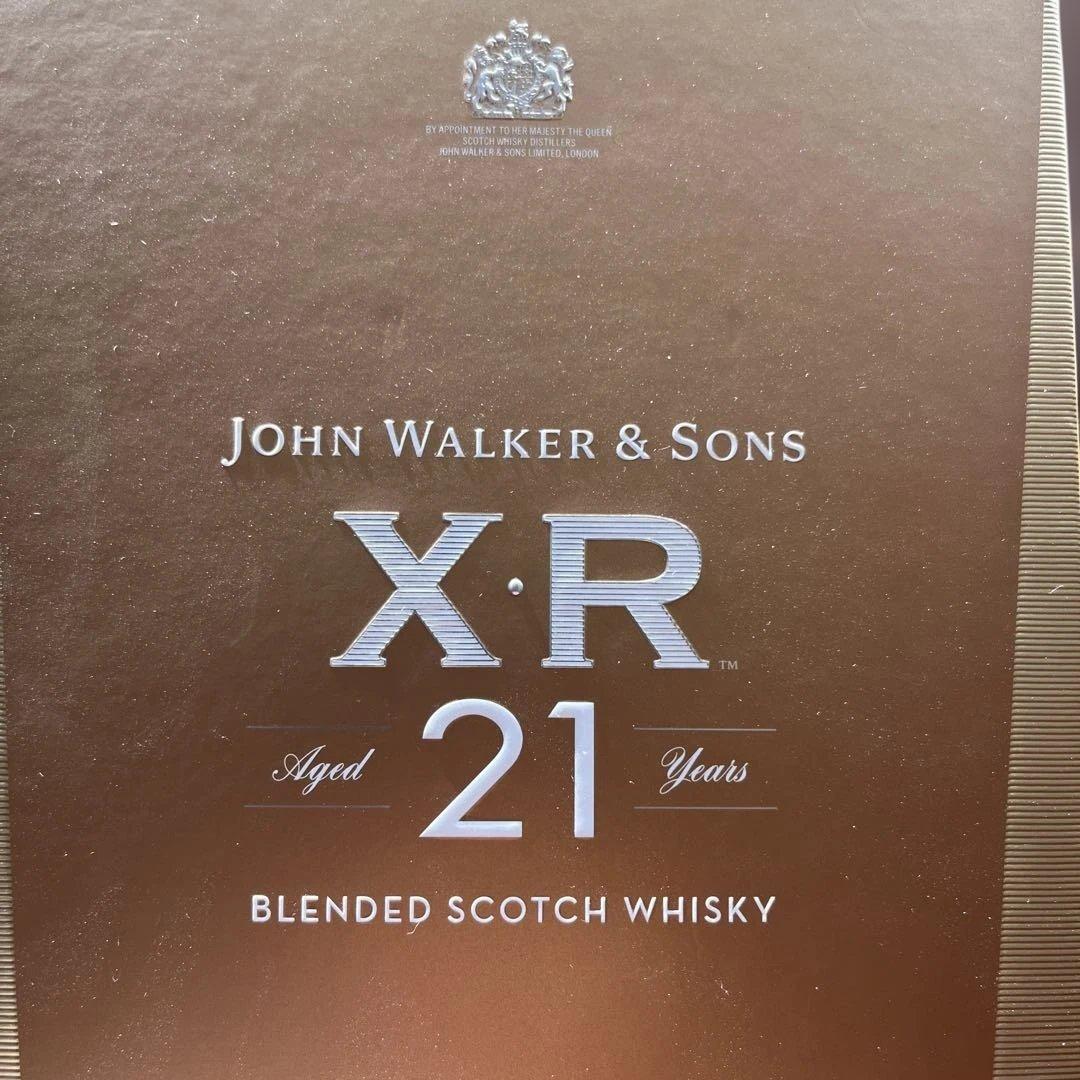 BY APPOINTMENT TO HER MAJESTY THE QUEEN
SCOTCH WHISKY DISTILLERS
JOHN WALKER & SONS LIMITED, LONDON
JOHN WALKER & SONS
X·R™
Aged 21 Years
BLENDED SCOTCH WHISKY